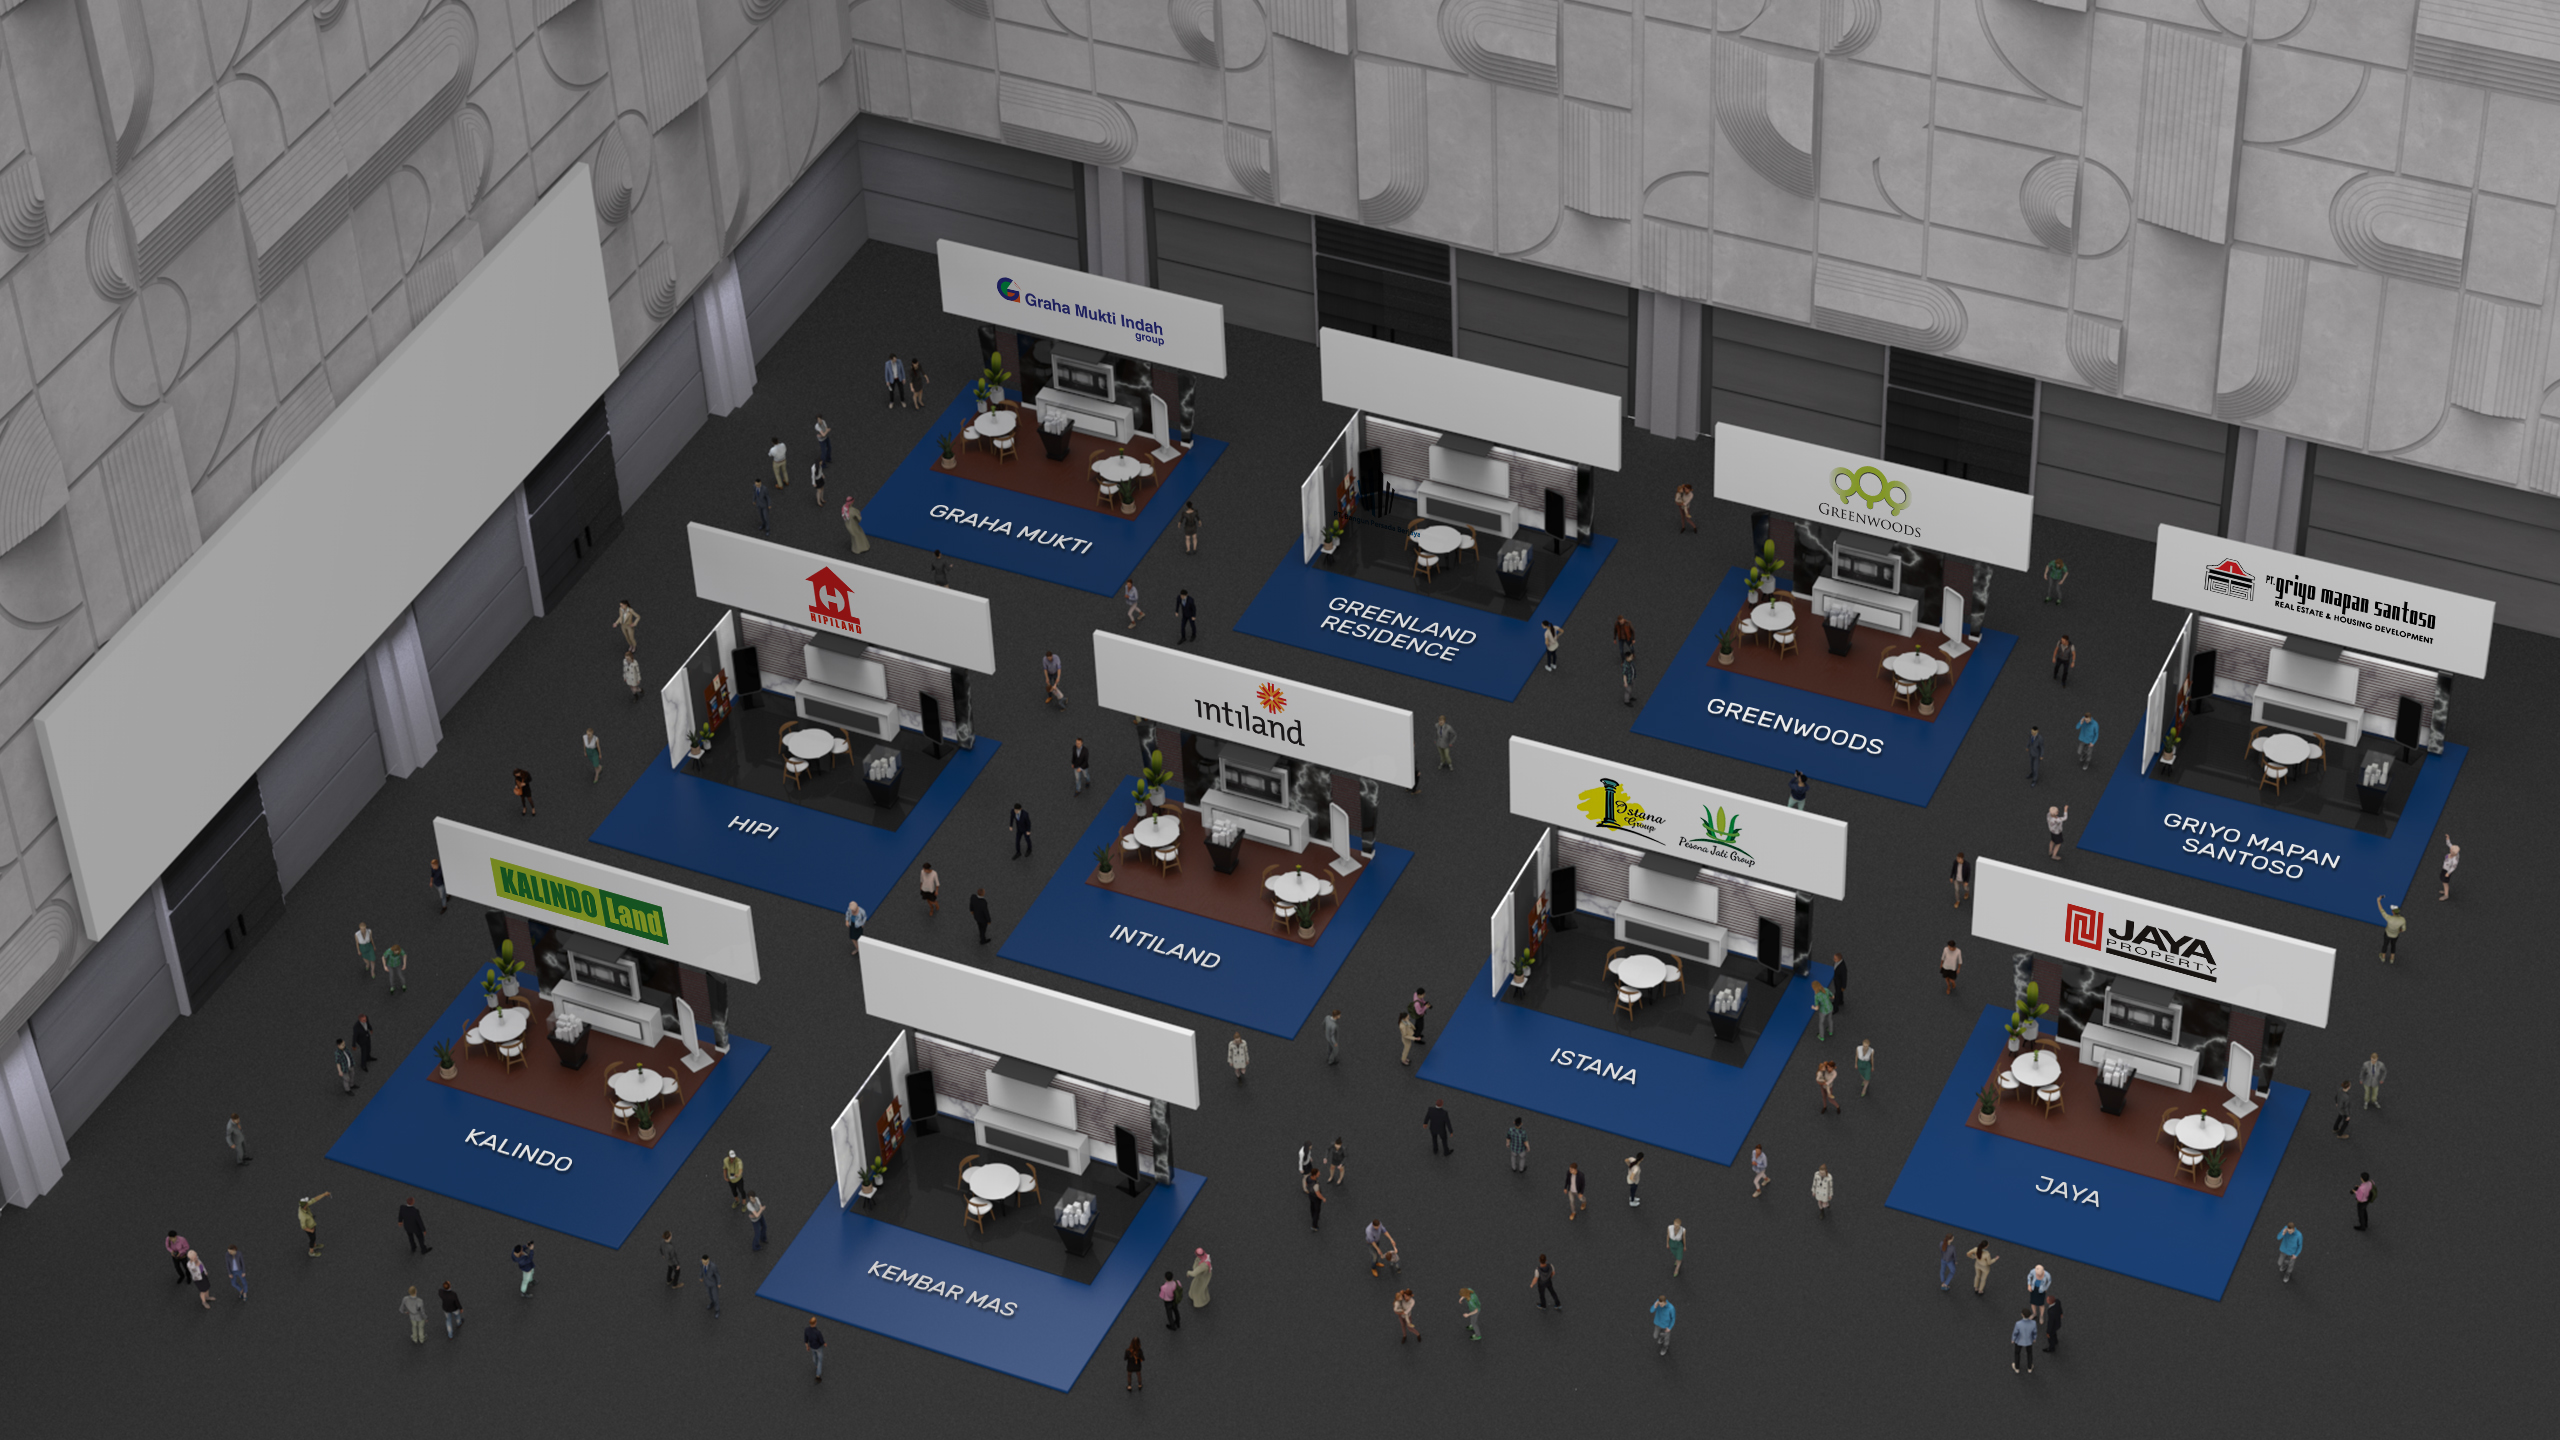 Graha Mukti Indah
group
GRAHA MUKTI
GREENLAND
RESIDENCE
GREENWOODS
GREENWOODS
PT. griyo mapan santoso
REAL ESTATE & HOUSING DEVELOPMENT
GRIYO MAPAN
SANTOSO
HIPILAND
HIPI
intiland
INTILAND
Istana
Group
Pesona Jati Group
ISTANA
JAYA
PROPERTY
JAYA
KALINDO Land
KALINDO
KEMBAR MAS